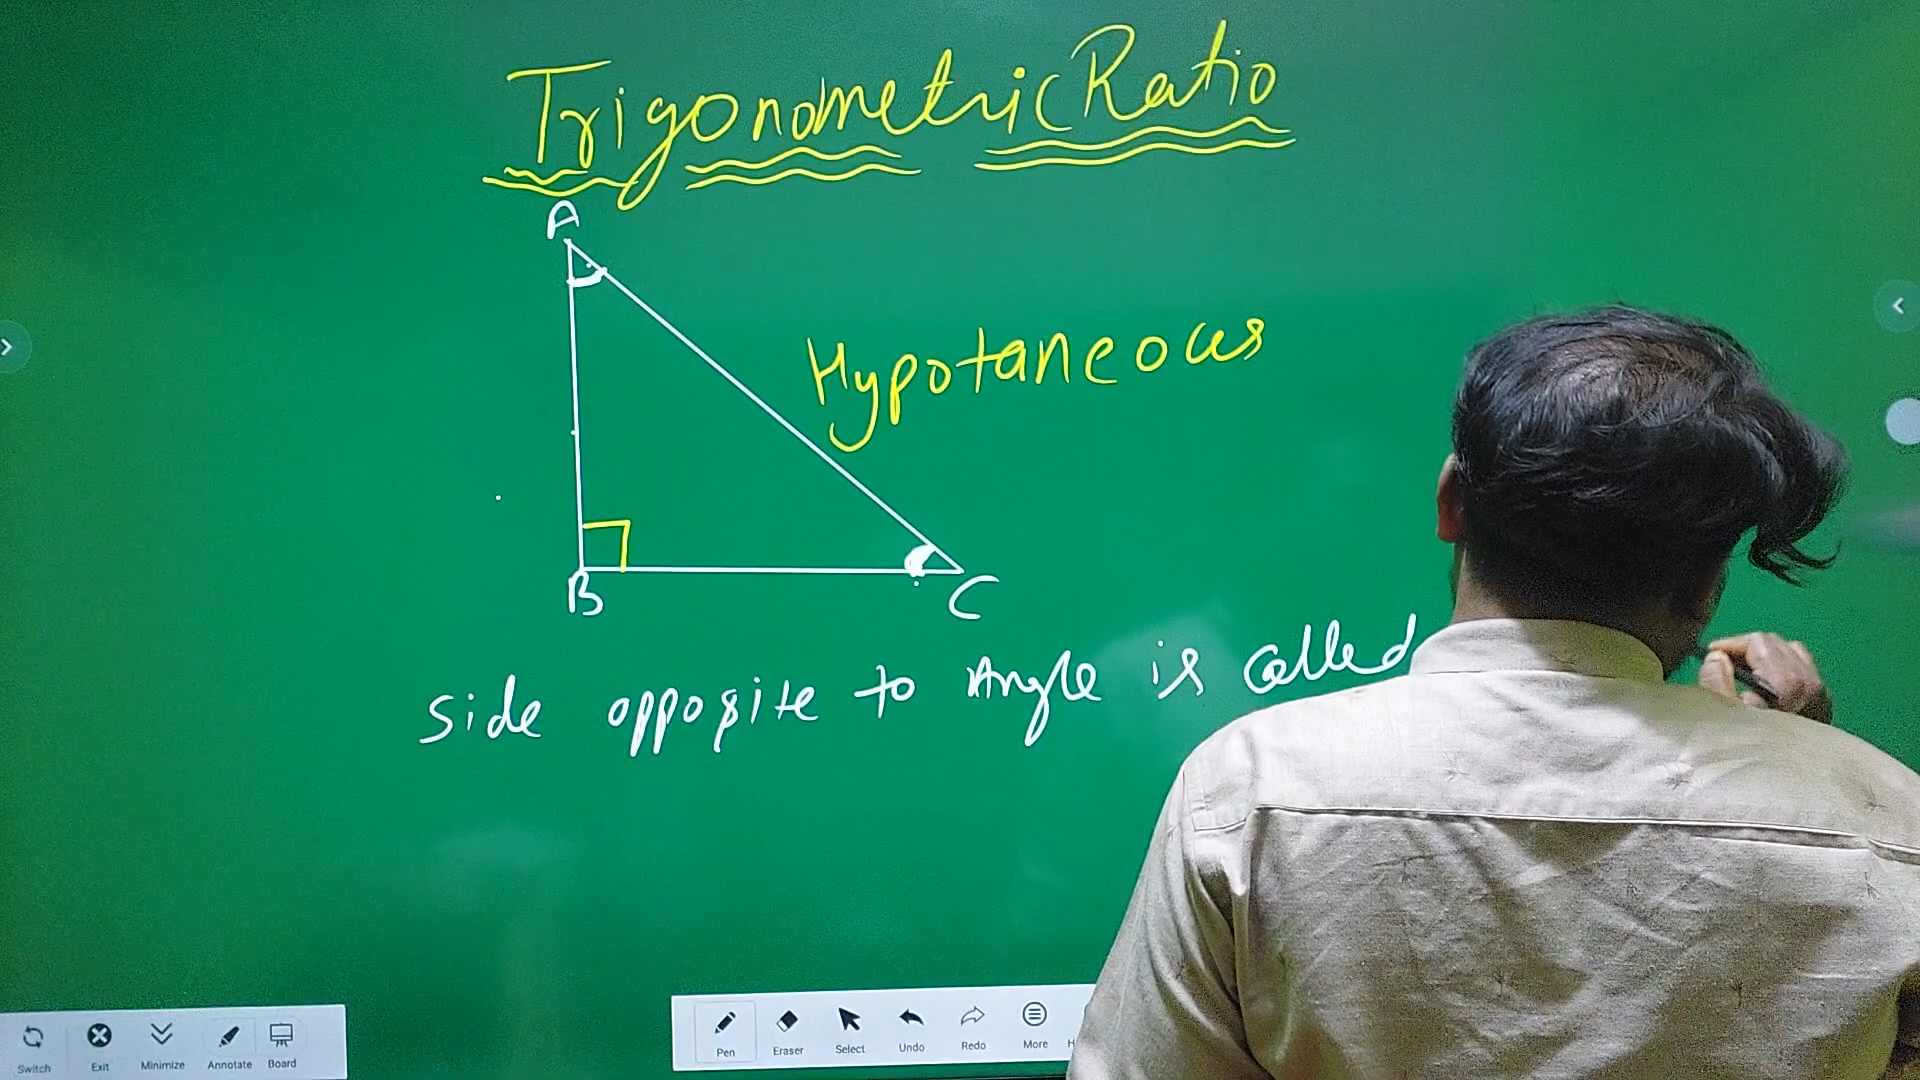 Trigonometric Ratio
A
Hypotaneous
B
C
Side opposite to Angle is called
Switch Exit Minimize Annotate Board
Pen Eraser Select Undo Redo More H